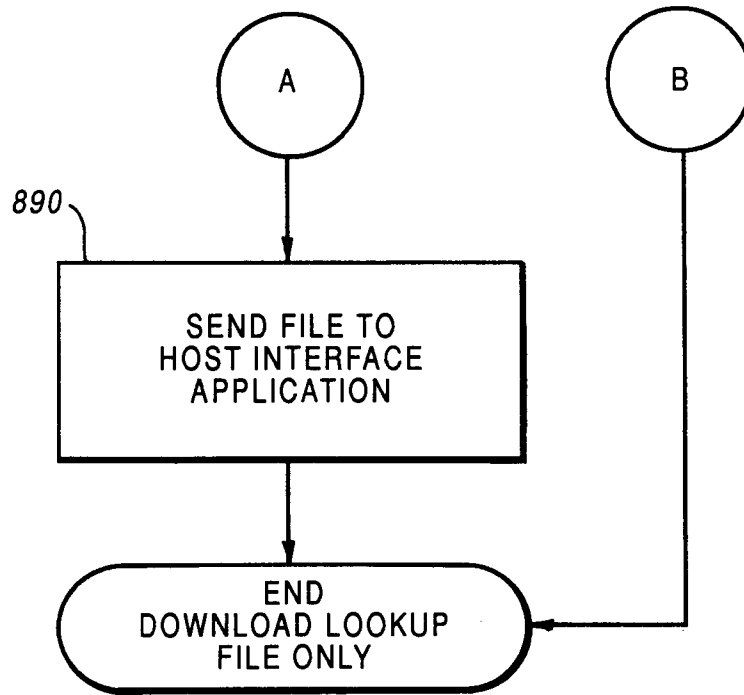 A
B
890
SEND FILE TO
HOST INTERFACE
APPLICATION
END
DOWNLOAD LOOKUP
FILE ONLY